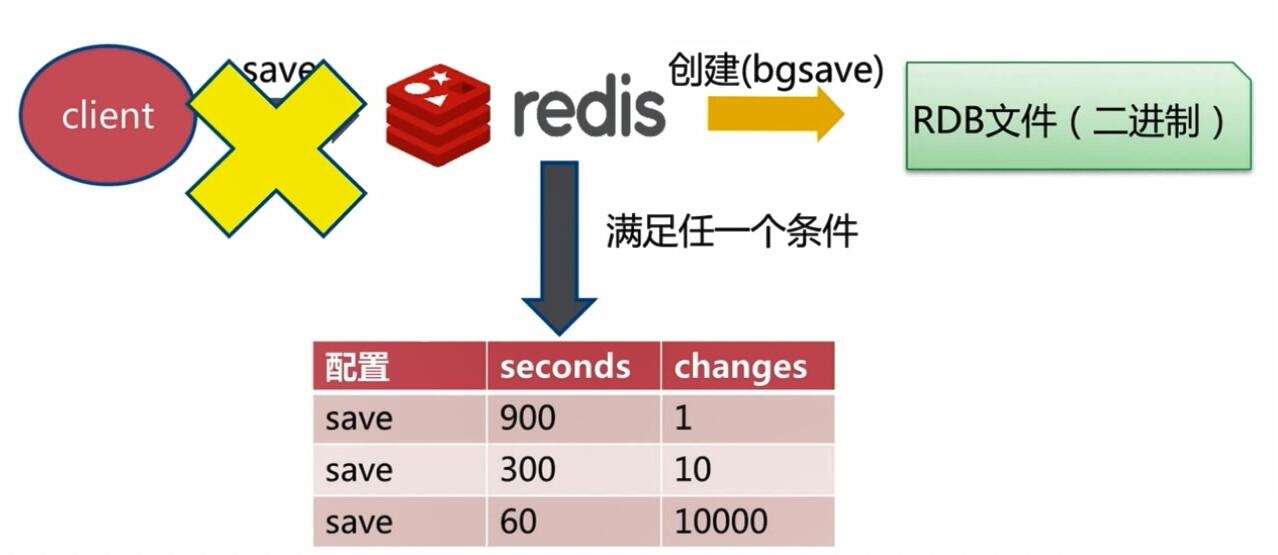 client
save
redis
创建(bgsave)
RDB文件（二进制）
满足任一个条件
配置 seconds changes
save 900 1
save 300 10
save 60 10000